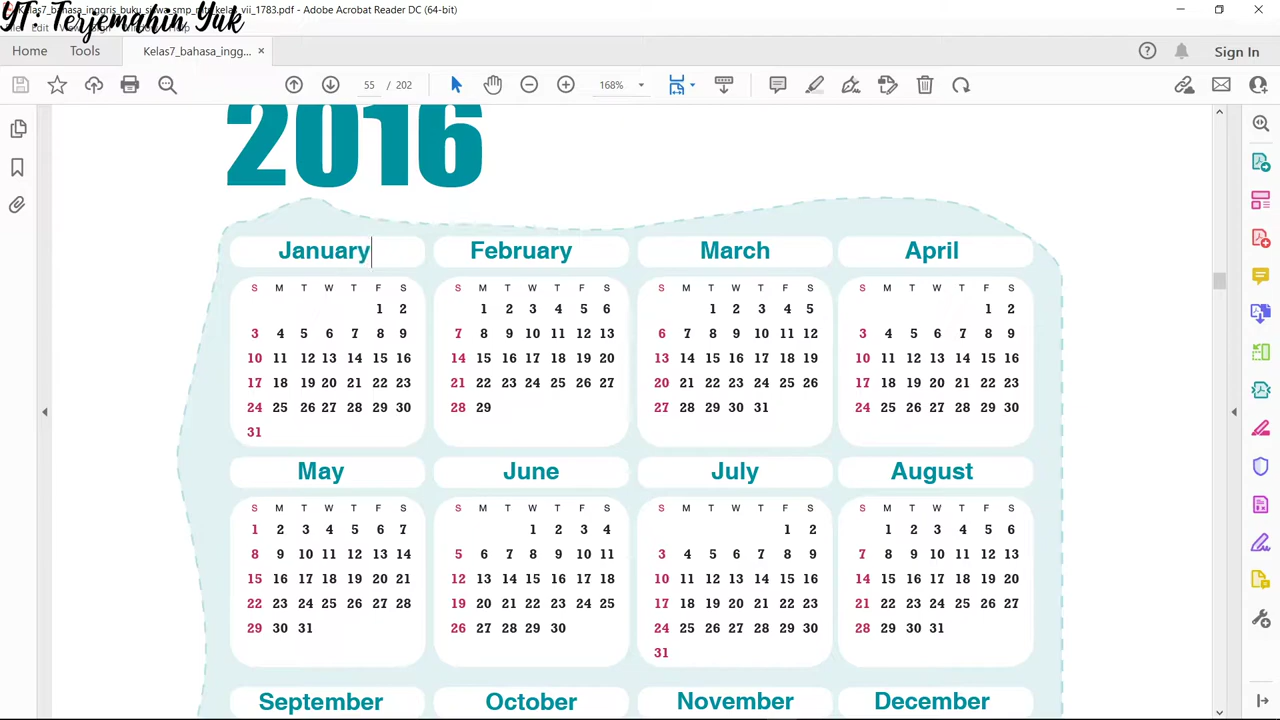 Kelas7_bahasa_inggris_buku_siswa_smp_mts_kelas_vii_1783.pdf - Adobe Acrobat Reader DC (64-bit)
YT: Terjemahin Yuk
Home Tools Kelas7_bahasa_ingg... × Sign In
55 / 202 168%
2016
January February March April
S M T W T F S S M T W T F S S M T W T F S S M T W T F S
1 2 1 2 3 4 5 6 1 2 3 4 5 1 2
3 4 5 6 7 8 9 7 8 9 10 11 12 13 6 7 8 9 10 11 12 3 4 5 6 7 8 9
10 11 12 13 14 15 16 14 15 16 17 18 19 20 13 14 15 16 17 18 19 10 11 12 13 14 15 16
17 18 19 20 21 22 23 21 22 23 24 25 26 27 20 21 22 23 24 25 26 17 18 19 20 21 22 23
24 25 26 27 28 29 30 28 29 27 28 29 30 31 24 25 26 27 28 29 30
31
May June July August
S M T W T F S S M T W T F S S M T W T F S S M T W T F S
1 2 3 4 5 6 7 1 2 3 4 1 2 1 2 3 4 5 6
8 9 10 11 12 13 14 5 6 7 8 9 10 11 3 4 5 6 7 8 9 7 8 9 10 11 12 13
15 16 17 18 19 20 21 12 13 14 15 16 17 18 10 11 12 13 14 15 16 14 15 16 17 18 19 20
22 23 24 25 26 27 28 19 20 21 22 23 24 25 17 18 19 20 21 22 23 21 22 23 24 25 26 27
29 30 31 26 27 28 29 30 24 25 26 27 28 29 30 28 29 30 31
31
September October November December